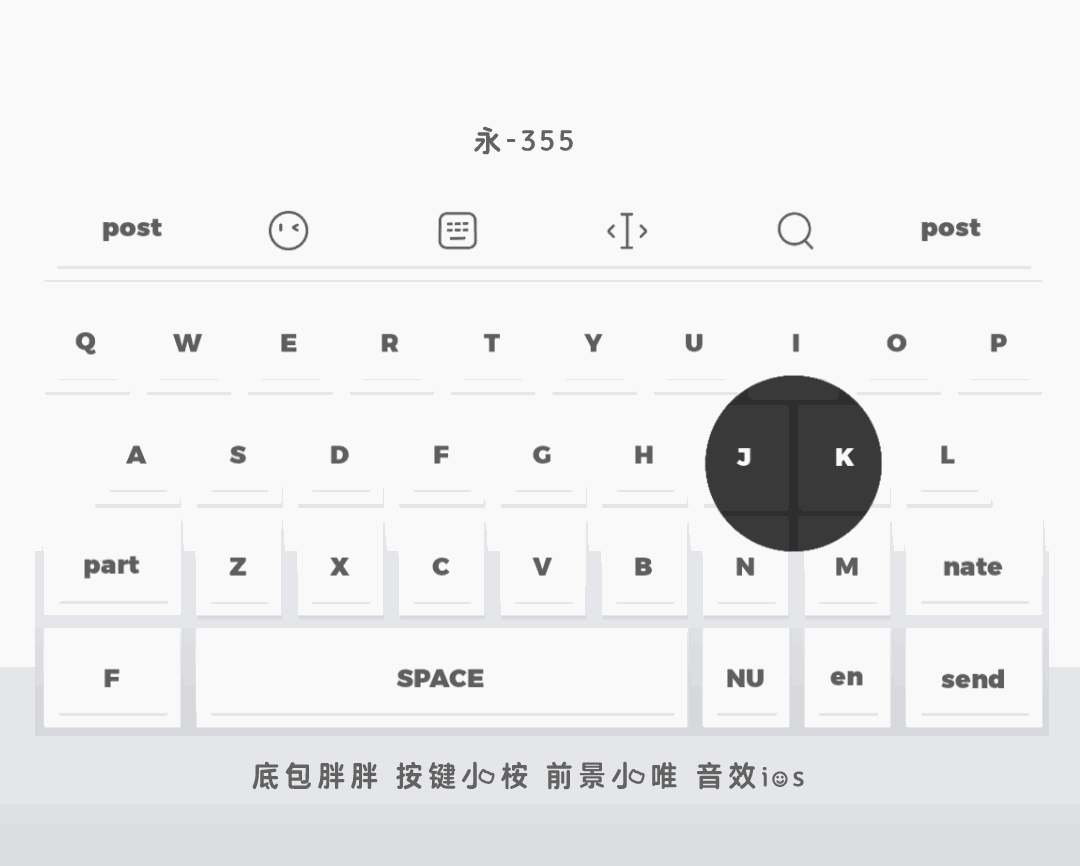 永-355
post post
Q W E R T Y U I O P
A S D F G H J K L
part Z X C V B N M nate
F SPACE NU en send
底包胖胖 按键小桉 前景小唯 音效ios